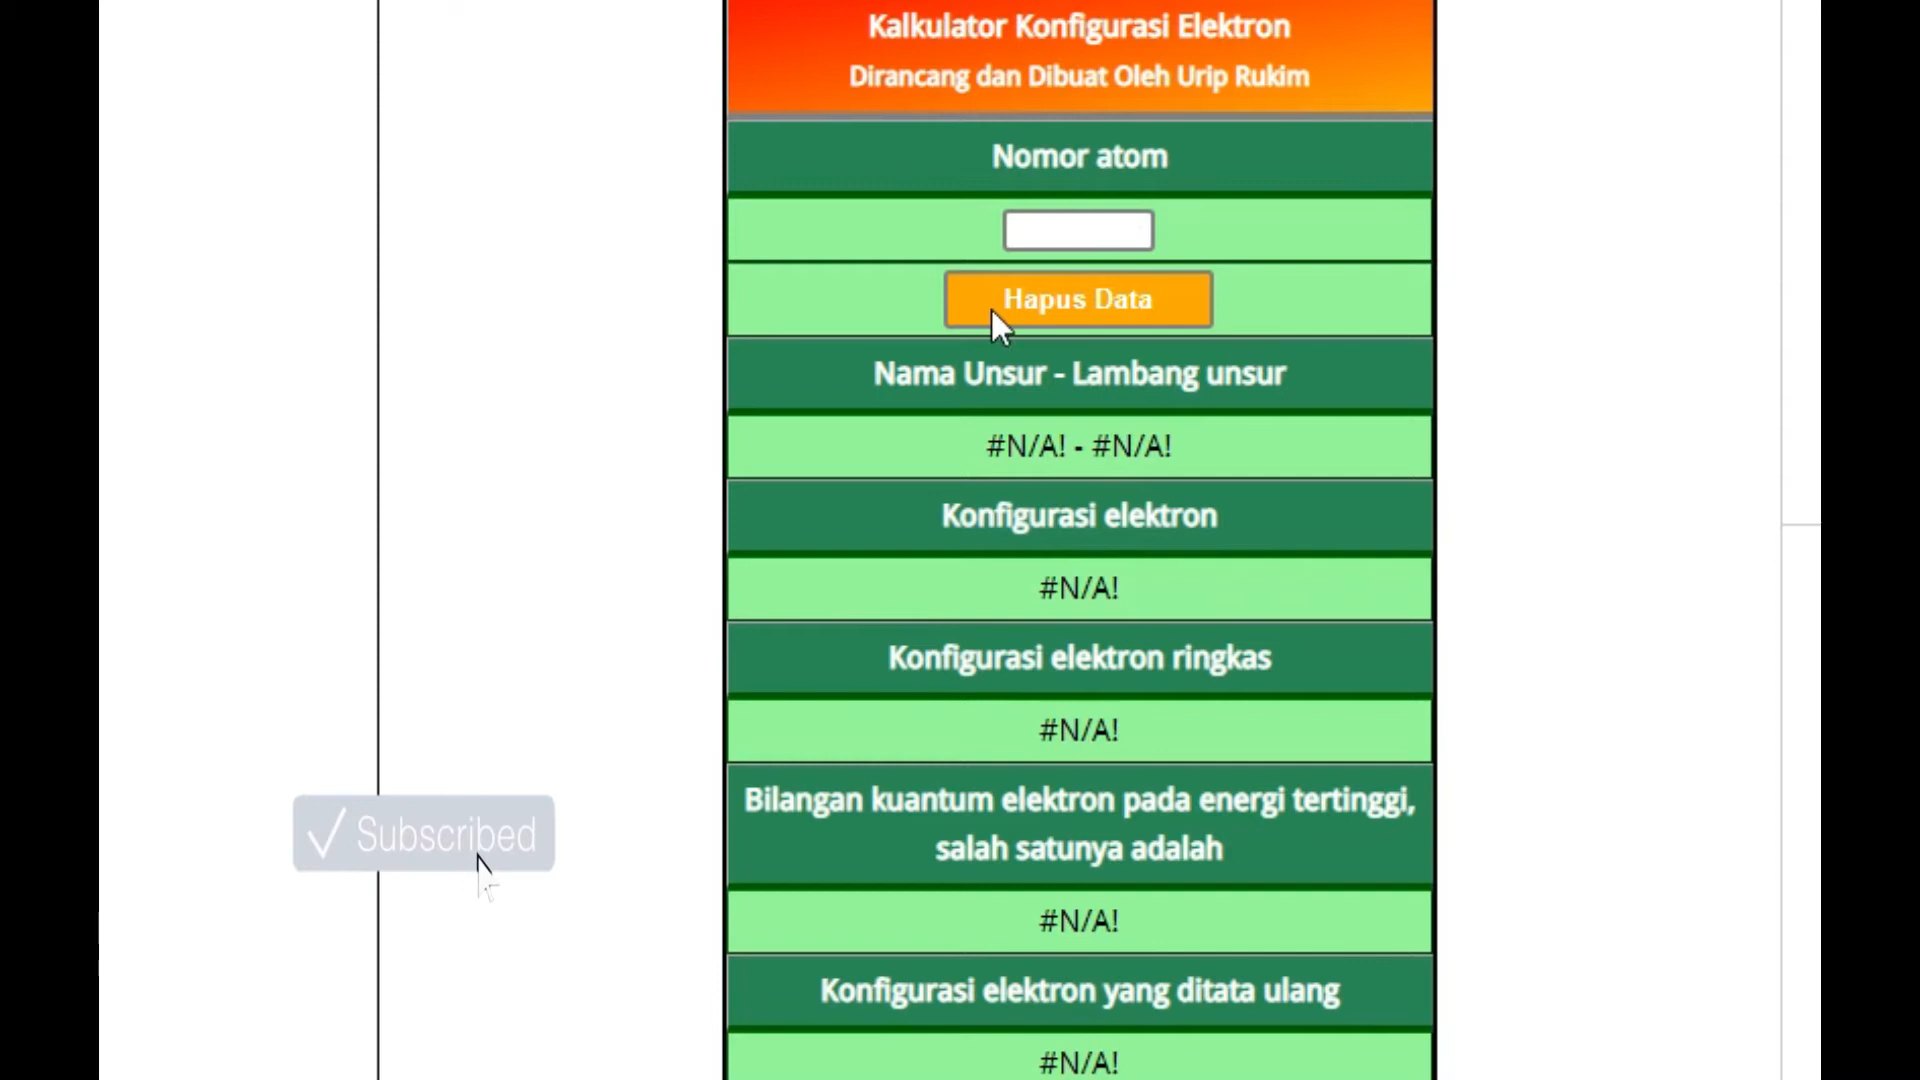 Kalkulator Konfigurasi Elektron
Dirancang dan Dibuat Oleh Urip Rukim
Nomor atom
Hapus Data
Nama Unsur - Lambang unsur
#N/A! - #N/A!
Konfigurasi elektron
#N/A!
Konfigurasi elektron ringkas
#N/A!
Bilangan kuantum elektron pada energi tertinggi,
salah satunya adalah
#N/A!
Konfigurasi elektron yang ditata ulang
#N/A!
Subscribed